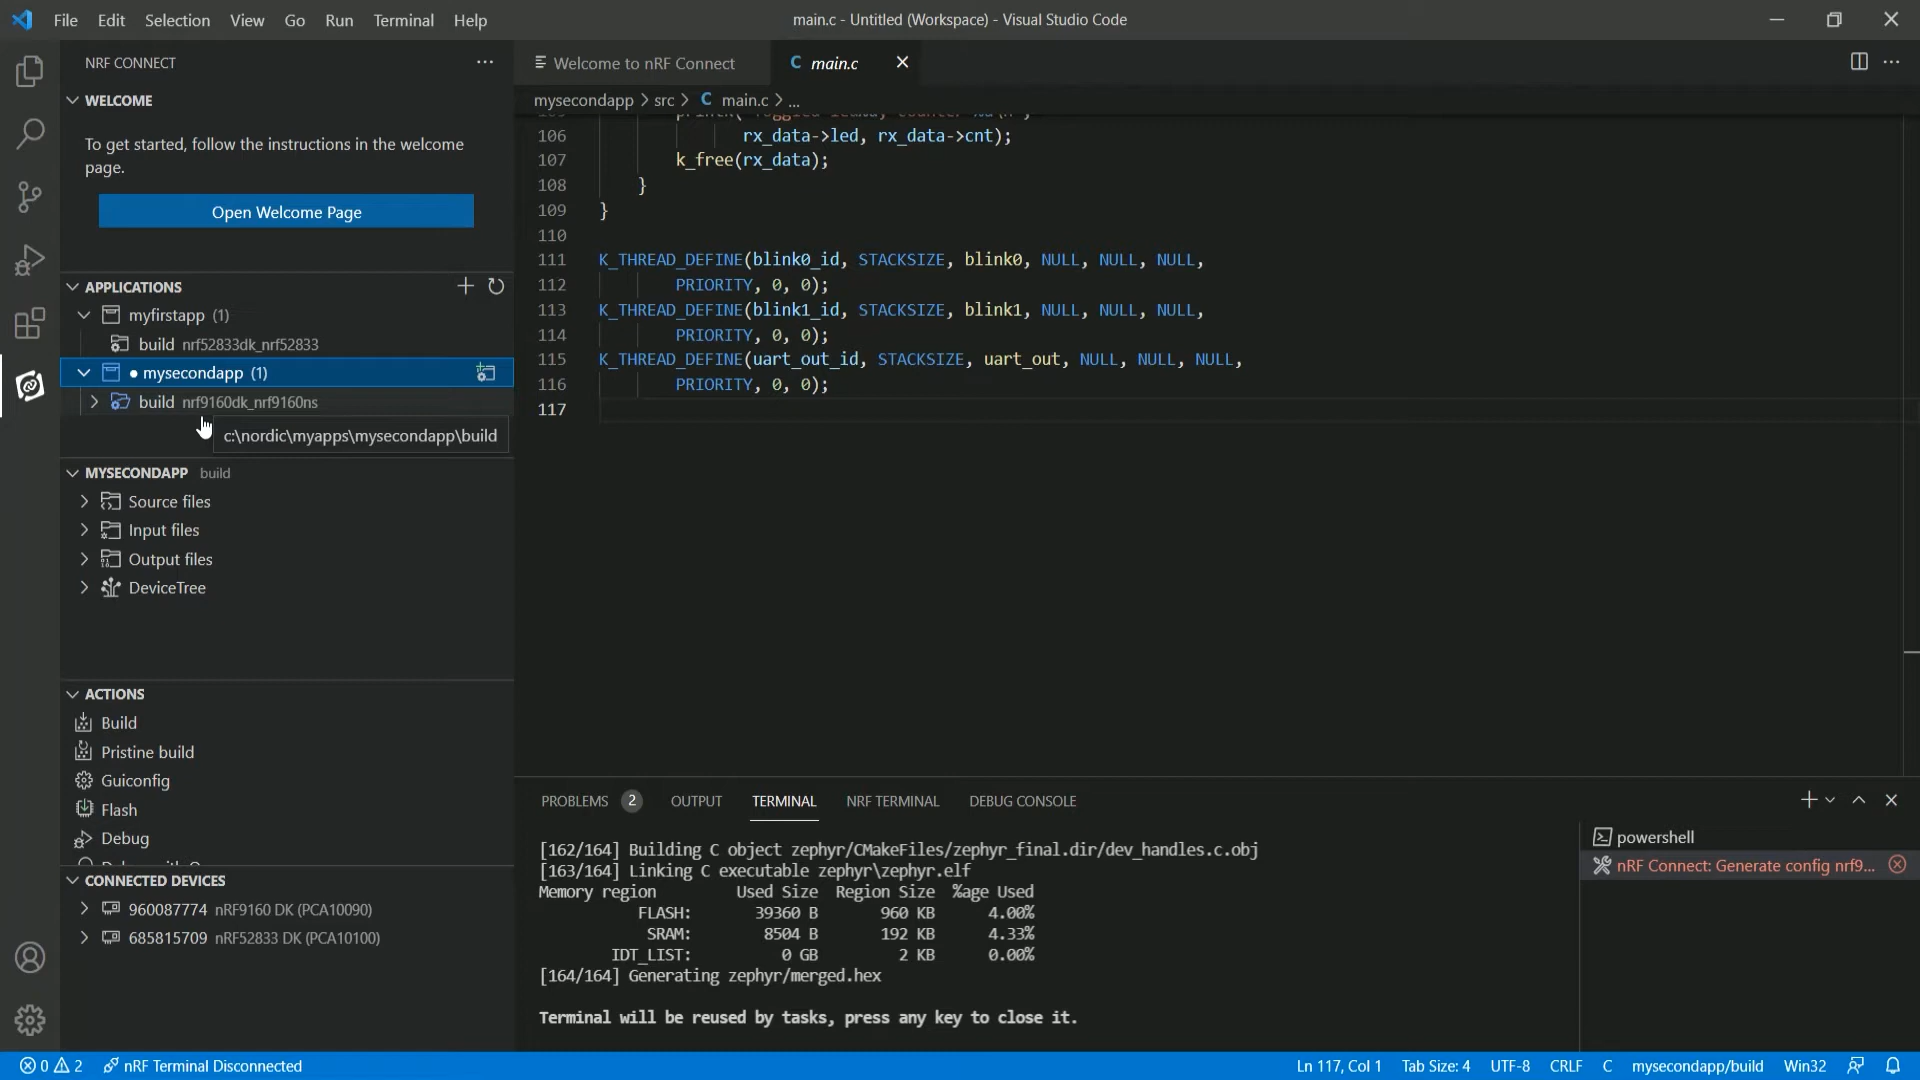 File Edit Selection View Go Run Terminal Help
main.c - Untitled (Workspace) - Visual Studio Code
NRF CONNECT
WELCOME
To get started, follow the instructions in the welcome
page.
Open Welcome Page
APPLICATIONS
myfirstapp (1)
build nrf52833dk_nrf52833
● mysecondapp (1)
build nrf9160dk_nrf9160ns
c:\nordic\myapps\mysecondapp\build
MYSECONDAPP build
Source files
Input files
Output files
DeviceTree
ACTIONS
Build
Pristine build
Guiconfig
Flash
Debug
CONNECTED DEVICES
960087774 nRF9160 DK (PCA10090)
685815709 nRF52833 DK (PCA10100)
Welcome to nRF Connect
C main.c
mysecondapp > src > C main.c > ...
106 rx_data->led, rx_data->cnt);
107 k_free(rx_data);
108 }
109 }
110
111 K_THREAD_DEFINE(blink0_id, STACKSIZE, blink0, NULL, NULL, NULL,
112 PRIORITY, 0, 0);
113 K_THREAD_DEFINE(blink1_id, STACKSIZE, blink1, NULL, NULL, NULL,
114 PRIORITY, 0, 0);
115 K_THREAD_DEFINE(uart_out_id, STACKSIZE, uart_out, NULL, NULL, NULL,
116 PRIORITY, 0, 0);
117
PROBLEMS 2 OUTPUT TERMINAL NRF TERMINAL DEBUG CONSOLE
[162/164] Building C object zephyr/CMakeFiles/zephyr_final.dir/dev_handles.c.obj
[163/164] Linking C executable zephyr\zephyr.elf
Memory region Used Size Region Size %age Used
FLASH: 39360 B 960 KB 4.00%
SRAM: 8504 B 192 KB 4.33%
IDT_LIST: 0 GB 2 KB 0.00%
[164/164] Generating zephyr/merged.hex
Terminal will be reused by tasks, press any key to close it.
powershell
nRF Connect: Generate config nrf9...
0 2 nRF Terminal Disconnected
Ln 117, Col 1 Tab Size: 4 UTF-8 CRLF C mysecondapp/build Win32